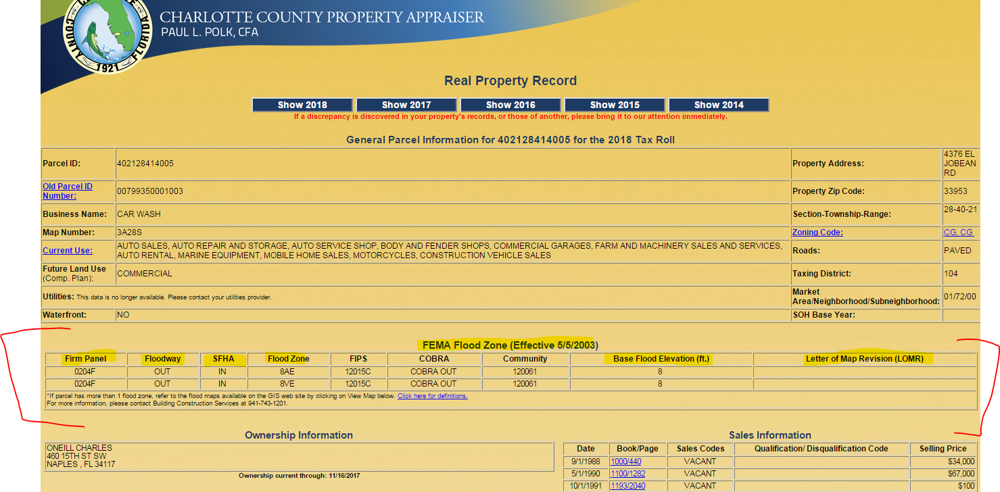 COUNTY FLORIDA
1921
CHARLOTTE COUNTY PROPERTY APPRAISER
PAUL L. POLK, CFA
Real Property Record
Show 2018 Show 2017 Show 2016 Show 2015 Show 2014
If a discrepancy is discovered in your property's records, or those of another, please bring it to our attention immediately.
General Parcel Information for 402128414005 for the 2018 Tax Roll
Parcel ID: 402128414005 Property Address: 4376 EL
JOBEAN
RD
Old Parcel ID
Number: 00799350001003 Property Zip Code: 33953
Business Name: CAR WASH Section-Township-Range: 28-40-21
Map Number: 3A28S Zoning Code: CG, CG,
Current Use: AUTO SALES, AUTO REPAIR AND STORAGE, AUTO SERVICE SHOP, BODY AND FENDER SHOPS, COMMERCIAL GARAGES, FARM AND MACHINERY SALES AND SERVICES,
AUTO RENTAL, MARINE EQUIPMENT, MOBILE HOME SALES, MOTORCYCLES, CONSTRUCTION VEHICLE SALES Roads: PAVED
Future Land Use
(Comp. Plan): COMMERCIAL Taxing District: 104
Utilities: This data is no longer available. Please contact your utilities provider. Market
Area/Neighborhood/Subneighborhood: 01/72/00
Waterfront: NO SOH Base Year:
FEMA Flood Zone (Effective 5/5/2003)
Firm Panel Floodway SFHA Flood Zone FIPS COBRA Community Base Flood Elevation (ft.) Letter of Map Revision (LOMR)
0204F OUT IN 8AE 12015C COBRA OUT 120061 8
0204F OUT IN 8VE 12015C COBRA OUT 120061 8
*If parcel has more than 1 flood zone, refer to the flood maps available on the GIS web site by clicking on View Map below. Click here for definitions.
For more information, please contact Building Construction Services at 941-743-1201.
Ownership Information
ONEILL CHARLES
460 15TH ST SW
NAPLES , FL 34117
Ownership current through: 11/16/2017
Sales Information
Date Book/Page Sales Codes Qualification/ Disqualification Code Selling Price
9/1/1988 1000/440 VACANT $34,000
5/1/1990 1100/1282 VACANT $67,000
10/1/1991 1193/2040 VACANT $100